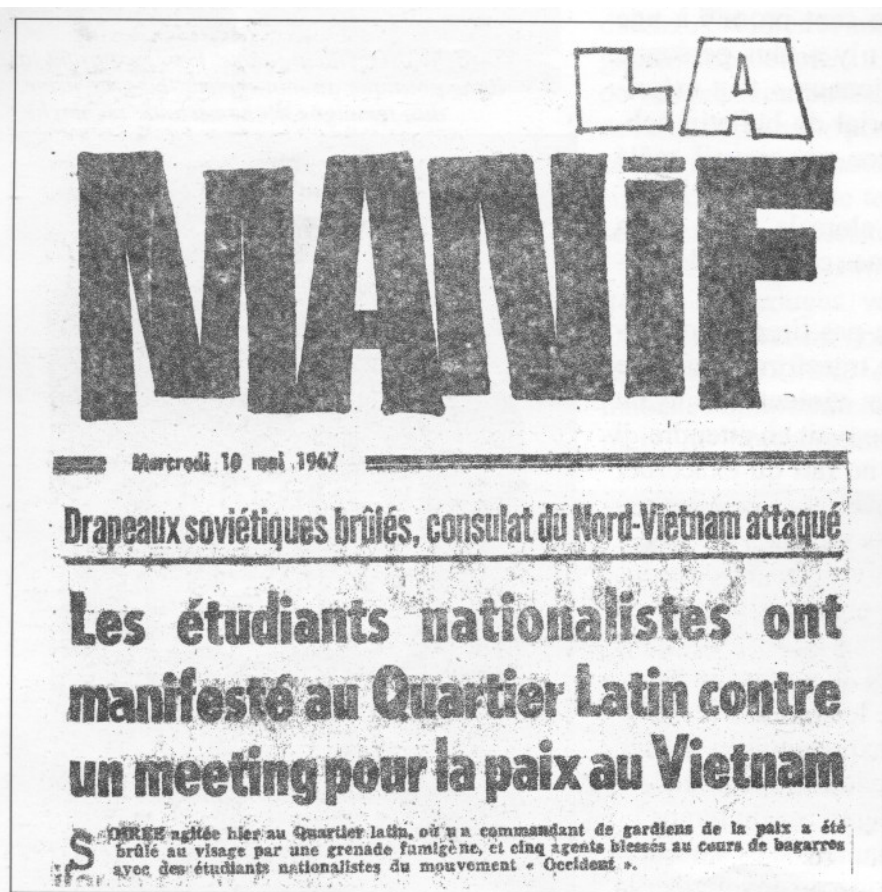 LA
MANIF
Mercredi 10 mai 1967
Drapeaux soviétiques brûlés, consulat du Nord-Vietnam attaqué
Les étudiants nationalistes ont
manifesté au Quartier Latin contre
un meeting pour la paix au Vietnam
SOIREE agitée hier au Quartier latin, où un commandant de gardiens de la paix a été
brûlé au visage par une grenade fumigène, et cinq agents blessés au cours de bagarres
avec des étudiants nationalistes du mouvement « Occident ».